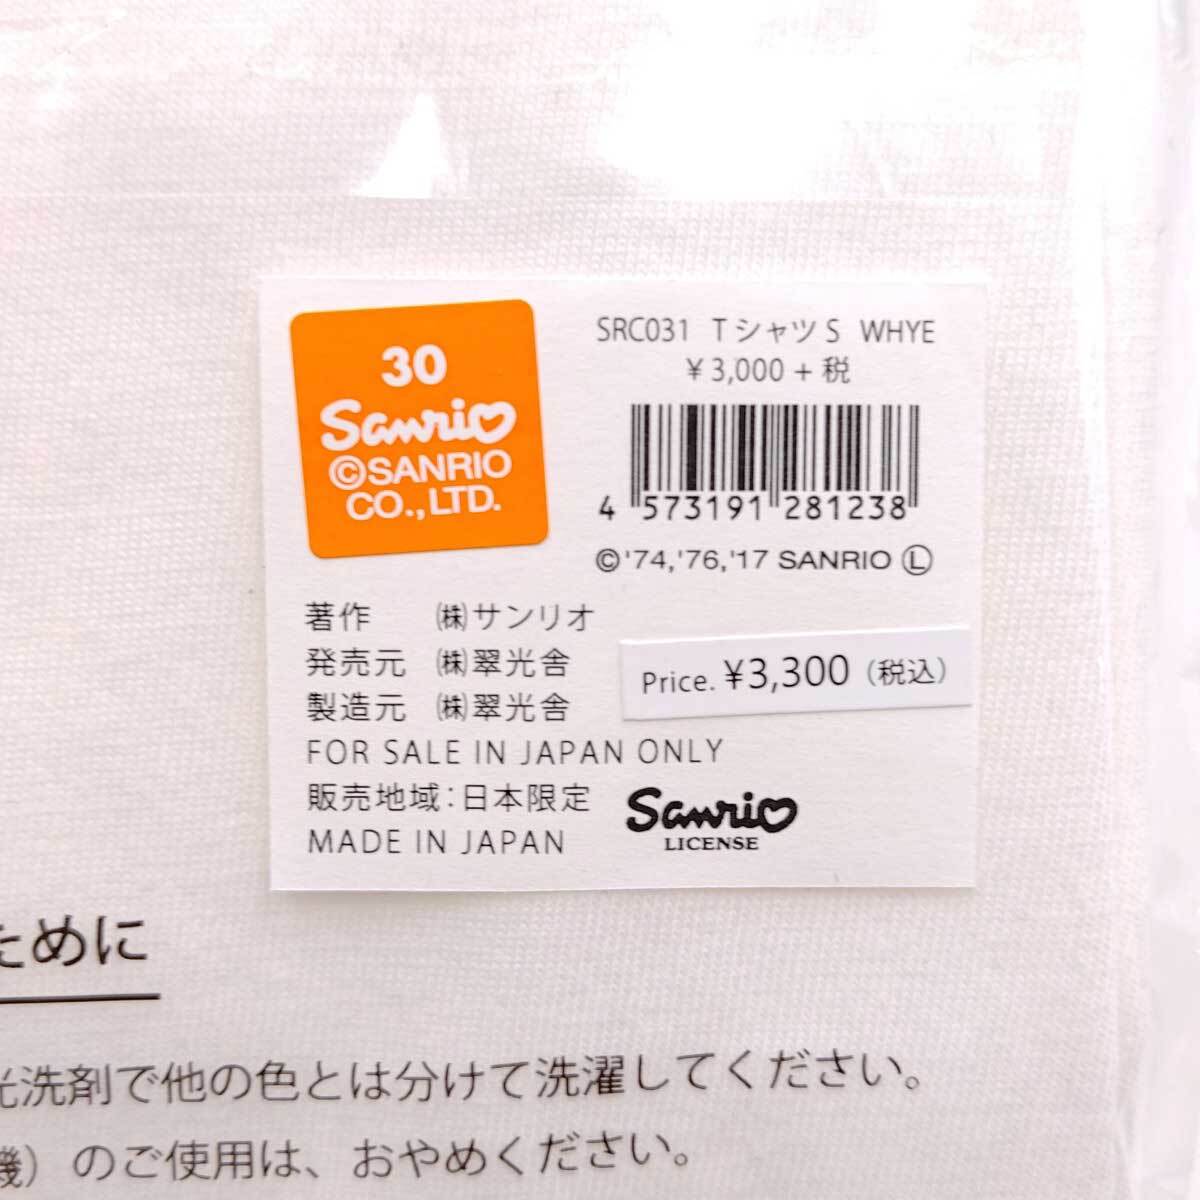 30
Sanrio
©SANRIO
CO.,LTD.
SRC031 TシャツS WHYE
¥3,000+税
4 573191 281238
©'74,'76,'17 SANRIO Ⓛ
著作 ㈱サンリオ
発売元 ㈱翠光舎
製造元 ㈱翠光舎
Price. ¥3,300(税込)
FOR SALE IN JAPAN ONLY
販売地域:日本限定
MADE IN JAPAN
Sanrio
LICENSE
ために
光洗剤で他の色とは分けて洗濯してください。
機)のご使用は、おやめください。